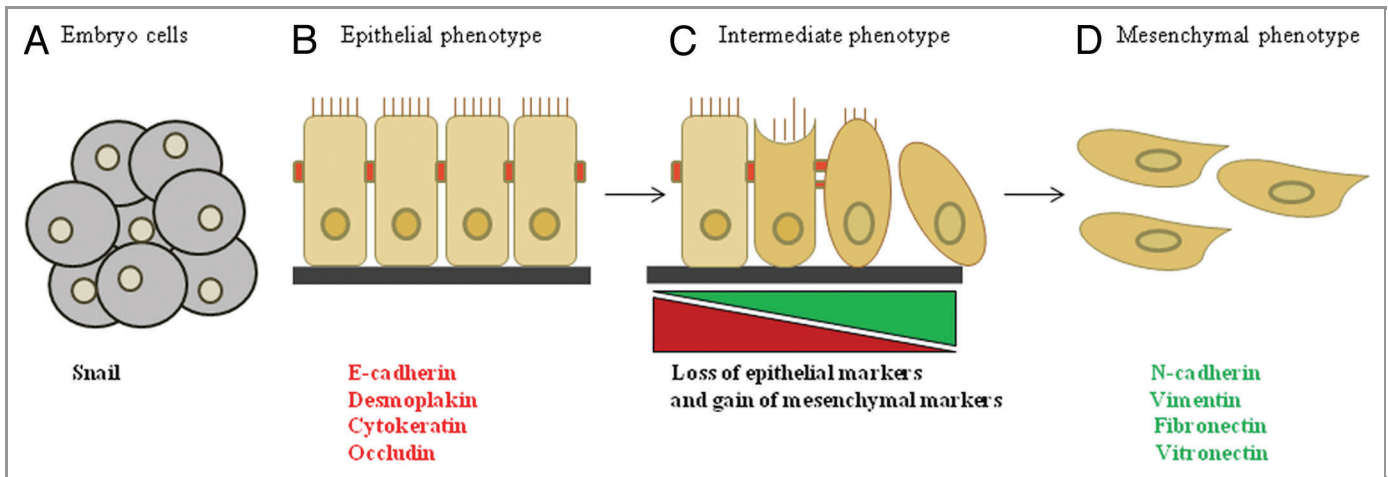 A Embryo cells
B Epithelial phenotype
C Intermediate phenotype
D Mesenchymal phenotype
Snail
E-cadherin
Desmoplakin
Cytokeratin
Occludin
Loss of epithelial markers
and gain of mesenchymal markers
N-cadherin
Vimentin
Fibronectin
Vitronectin